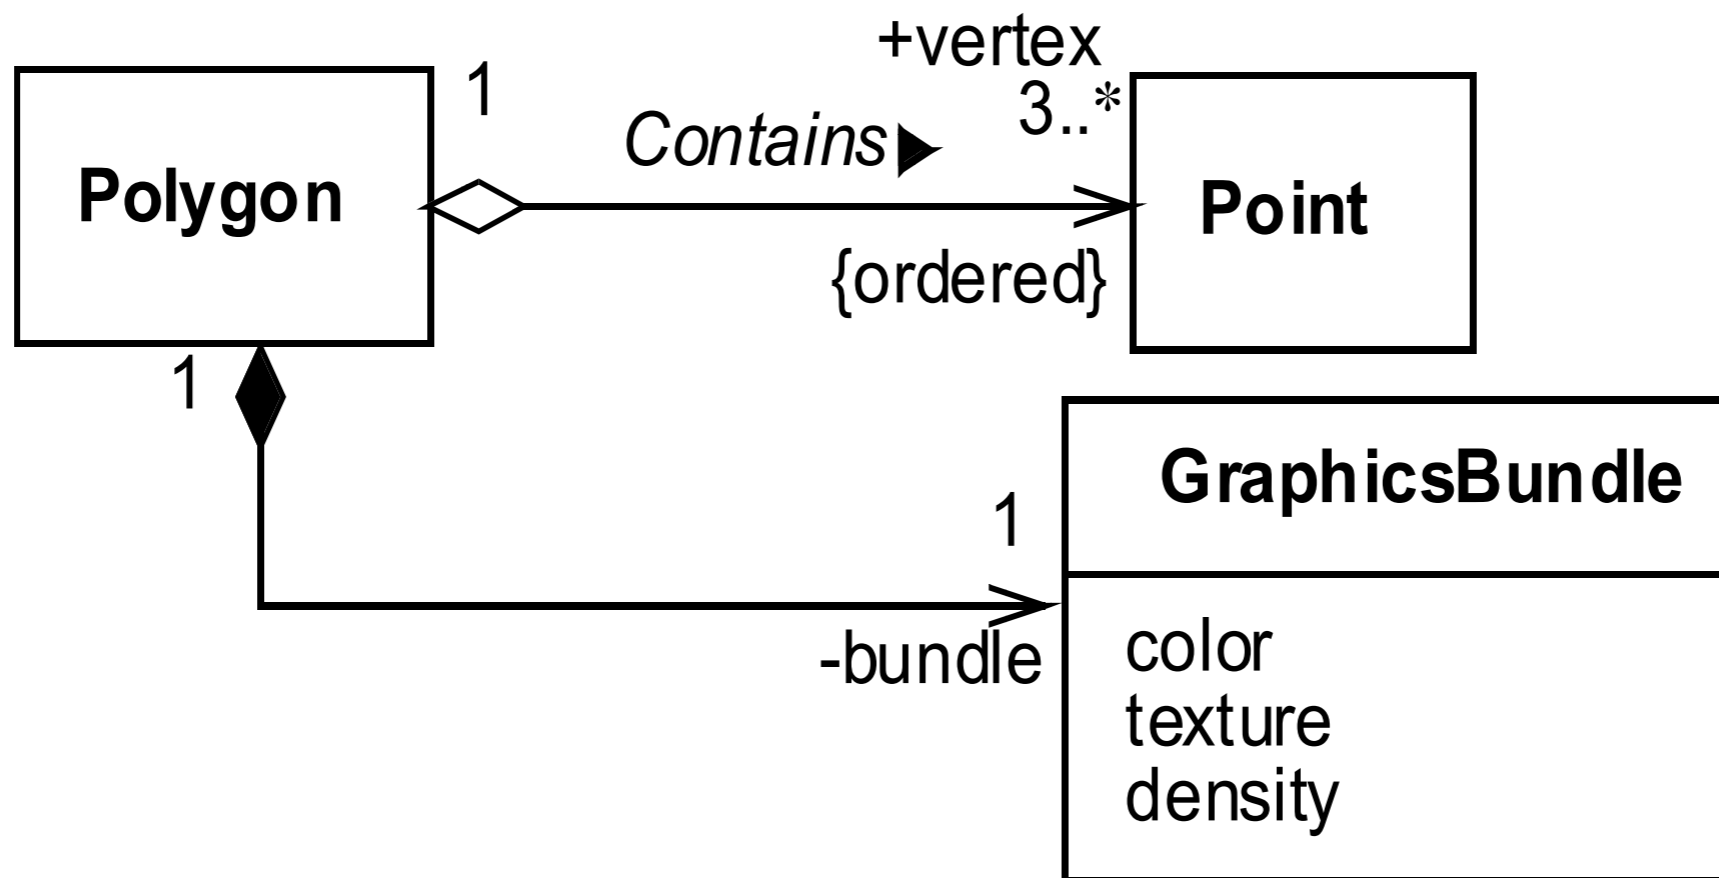 +vertex
1
3..*
Contains
Polygon
Point
{ordered}
1
GraphicsBundle
1
-bundle
color
texture
density